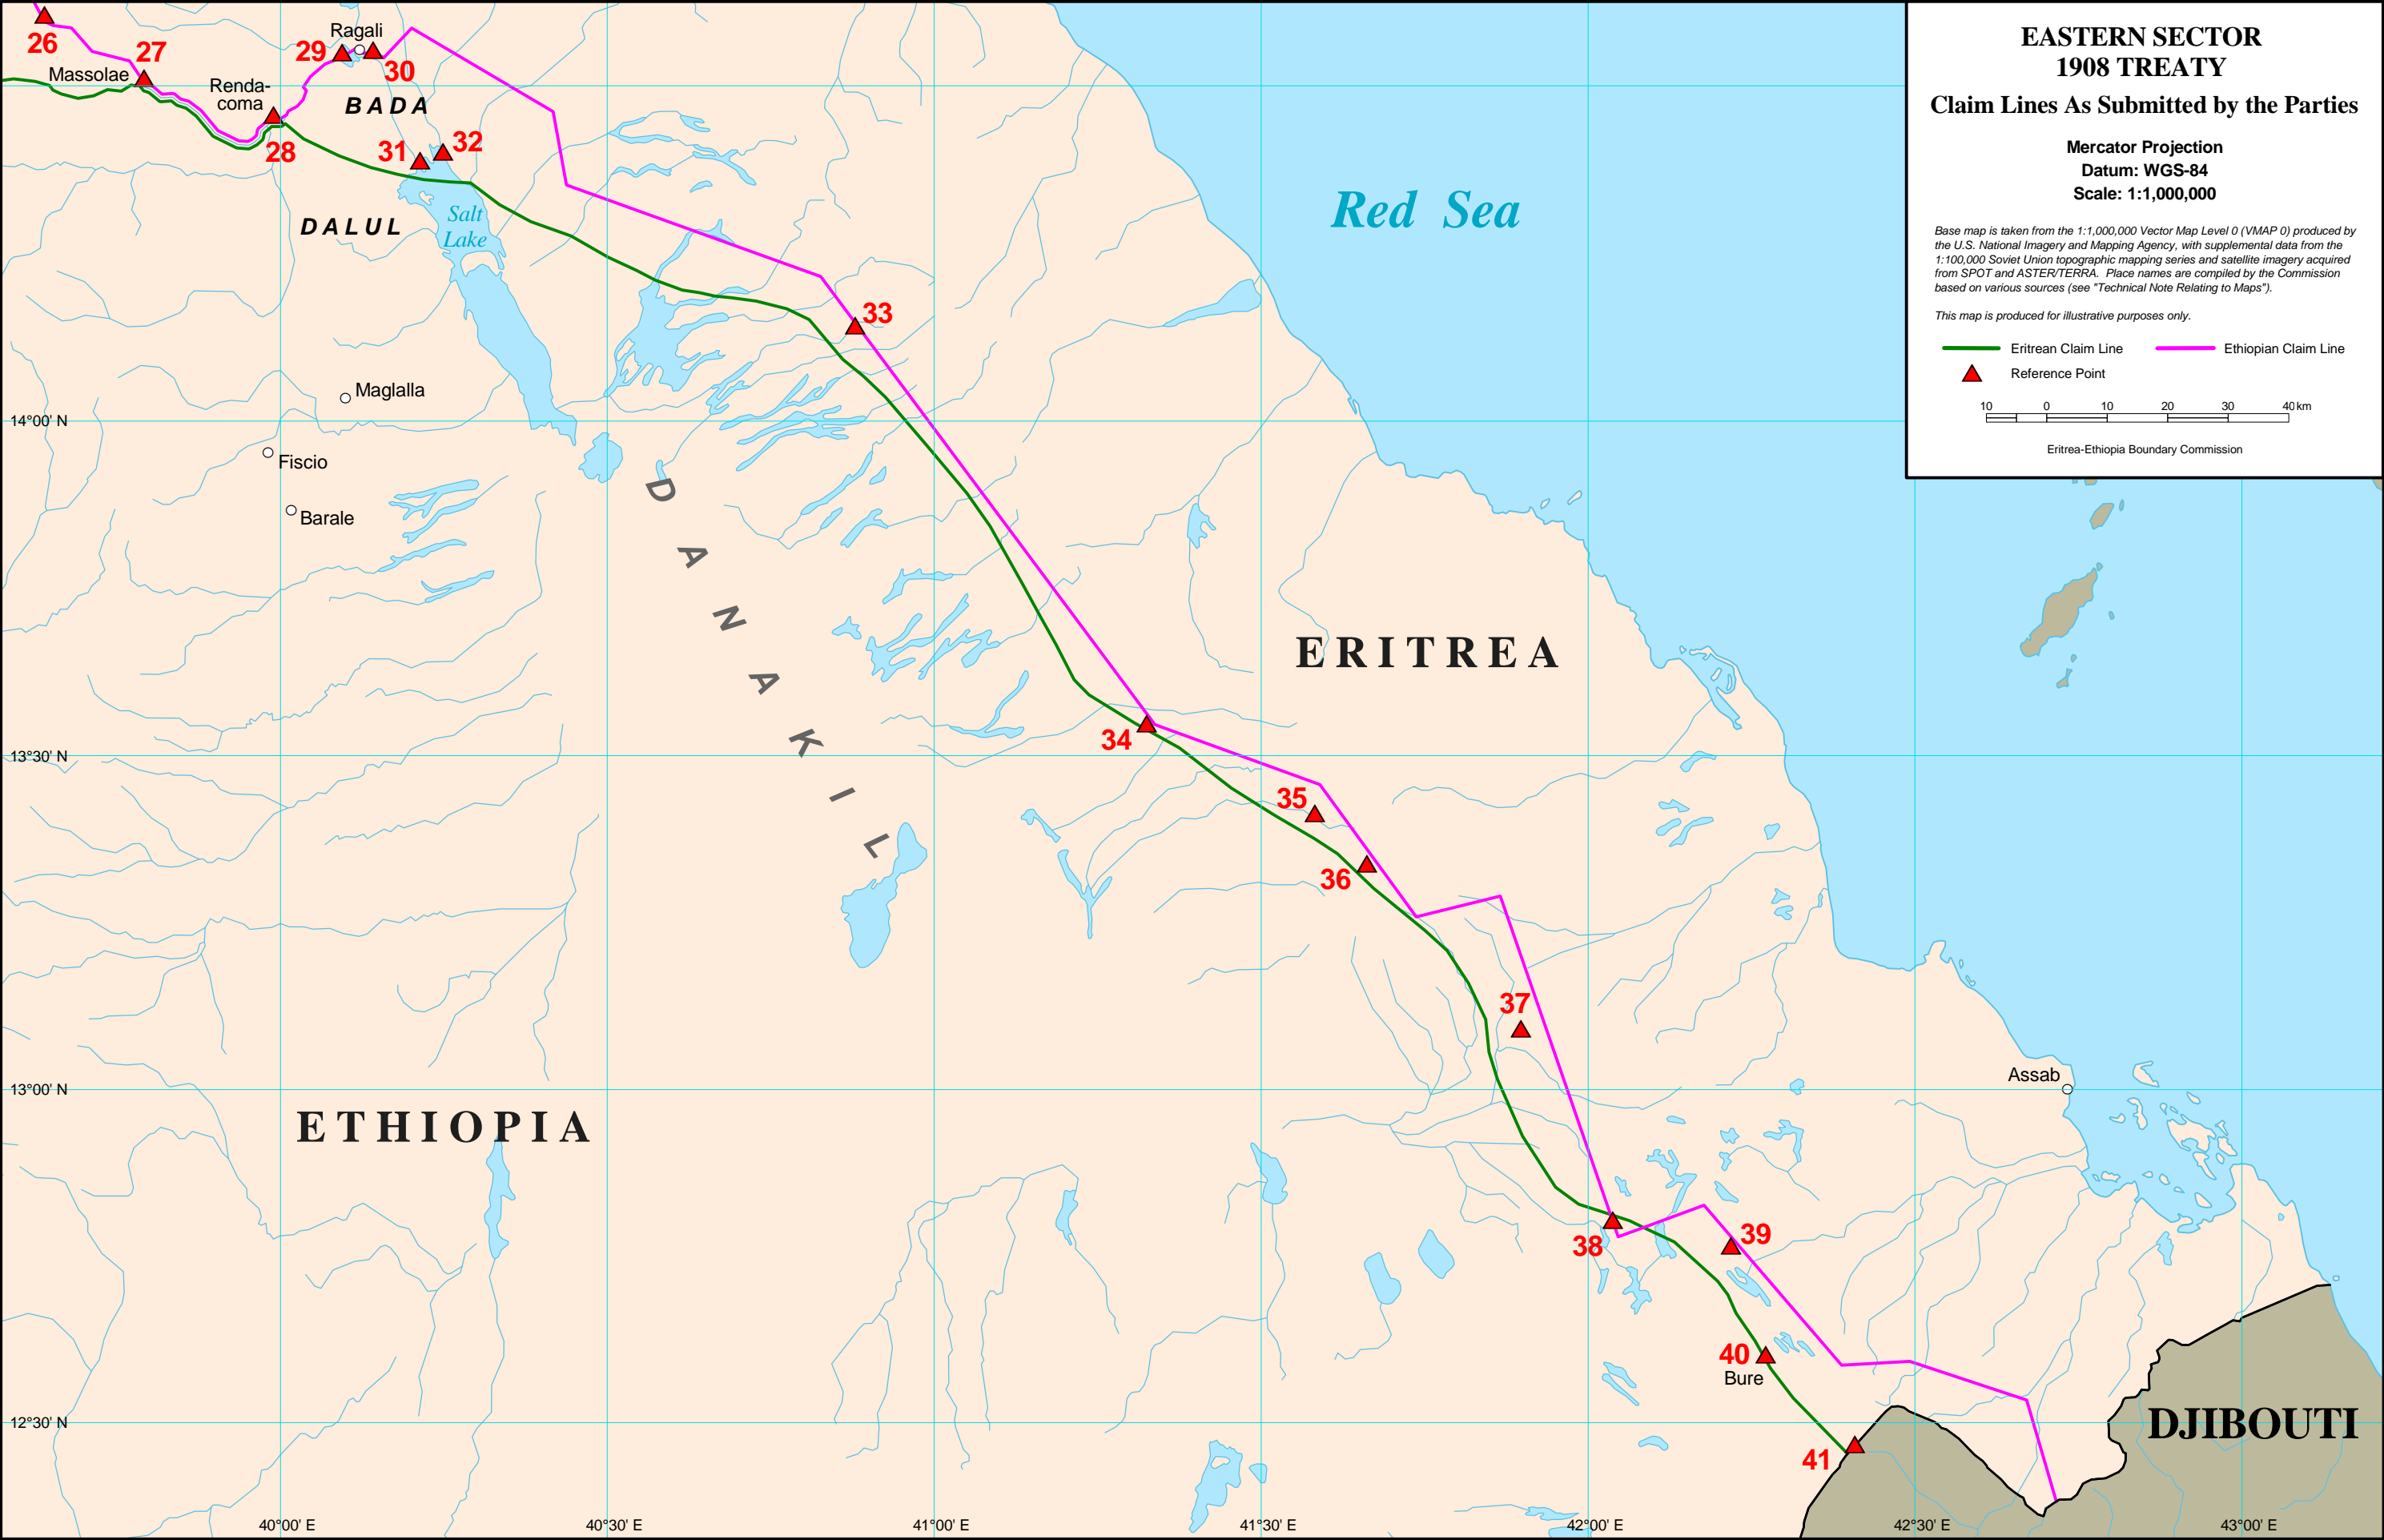 EASTERN SECTOR
1908 TREATY
Claim Lines As Submitted by the Parties
Mercator Projection
Datum: WGS-84
Scale: 1:1,000,000
Base map is taken from the 1:1,000,000 Vector Map Level 0 (VMAP 0) produced by
the U.S. National Imagery and Mapping Agency, with supplemental data from the
1:100,000 Soviet Union topographic mapping series and satellite imagery acquired
from SPOT and ASTER/TERRA. Place names are compiled by the Commission
based on various sources (see "Technical Note Relating to Maps").
This map is produced for illustrative purposes only.
Eritrean Claim Line
Ethiopian Claim Line
Reference Point
10 0 10 20 30 40 km
Eritrea-Ethiopia Boundary Commission
26
27
Massolae
Ragali
29
30
Renda-
coma
28
BADA
31
32
DALUL
Salt
Lake
Red Sea
33
Maglalla
14°00' N
Fiscio
Barale
DANAKIL
ERITREA
34
13°30' N
35
36
37
Assab
13°00' N
ETHIOPIA
38
39
40
Bure
12°30' N
DJIBOUTI
41
40°00' E
40°30' E
41°00' E
41°30' E
42°00' E
42°30' E
43°00' E